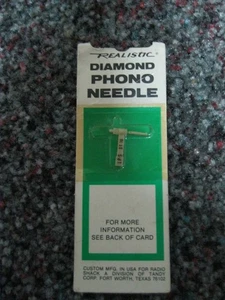 REALISTIC
DIAMOND
PHONO
NEEDLE
FOR MORE
INFORMATION
SEE BACK OF CARD
CUSTOM MFG. IN USA FOR RADIO
SHACK, A DIVISION OF TANDY
CORP. FORT WORTH, TEXAS 76102